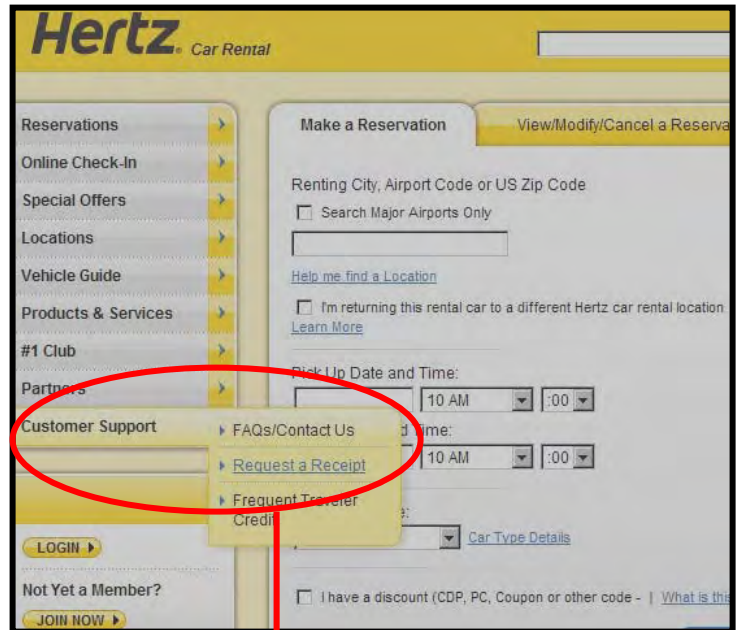 Hertz. Car Rental
Reservations
Online Check-In
Special Offers
Locations
Vehicle Guide
Products & Services
#1 Club
Partners
Customer Support
FAQs/Contact Us
Request a Receipt
Frequent Traveler
Credit
LOGIN
Not Yet a Member?
JOIN NOW
Make a Reservation
View/Modify/Cancel a
Renting City, Airport Code or US Zip Code
Search Major Airports Only
Help me find a Location
I'm returning this rental car to a different Hertz car rental location
Learn More
Pick Up Date and Time:
10 AM :00
d Time:
10 AM :00
e:
Car Type Details
I have a discount (CDP, PC, Coupon or other code - | What is this